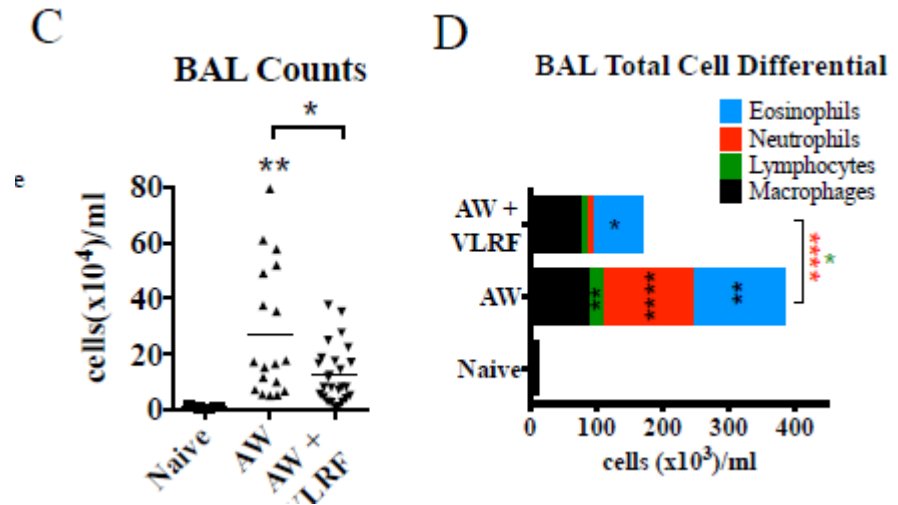 C
BAL Counts
*
**
e
80
60
40
20
0
cells(x10⁴)/ml
Naive
AW
AW +
VLRF
D
BAL Total Cell Differential
Eosinophils
Neutrophils
Lymphocytes
Macrophages
AW +
VLRF
*
AW
**
****
**
****
*
Naive
0 100 200 300 400
cells (x10³)/ml